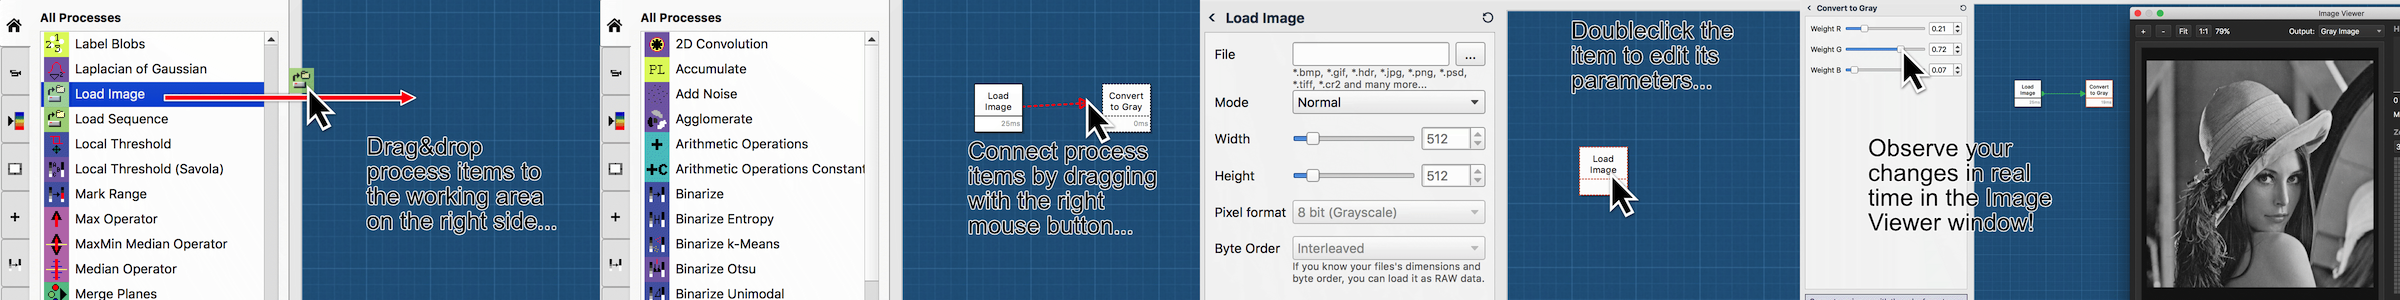 All Processes
Label Blobs
Laplacian of Gaussian
Load Image
Load Sequence
Local Threshold
Local Threshold (Savola)
Mark Range
Max Operator
MaxMin Median Operator
Median Operator
Merge Planes
Drag&drop
process items to
the working area
on the right side...
All Processes
2D Convolution
PL
Accumulate
Add Noise
Agglomerate
Arithmetic Operations
+C
Arithmetic Operations Constant
Binarize
Binarize Entropy
Binarize k-Means
Binarize Otsu
Binarize Unimodal
Load
Image
25ms
Convert
to Gray
0ms
Connect process
items by dragging
with the right
mouse button...
Load Image
File
...
*.bmp, *.gif, *.hdr, *.jpg, *.png, *.psd,
*.tiff, *.cr2 and many more...
Mode
Normal
Width
512
Height
512
Pixel format
8 bit (Grayscale)
Byte Order
Interleaved
If you know your files's dimensions and
byte order, you can load it as RAW data.
Doubleclick the
item to edit its
parameters...
Load
Image
Convert to Gray
Weight R
0.21
Weight G
0.72
Weight B
0.07
Load
Image
Convert
to Gray
Observe your
changes in real
time in the Image
Viewer window!
Image Viewer
+ - Fit 1:1 79%
Output: Gray Image